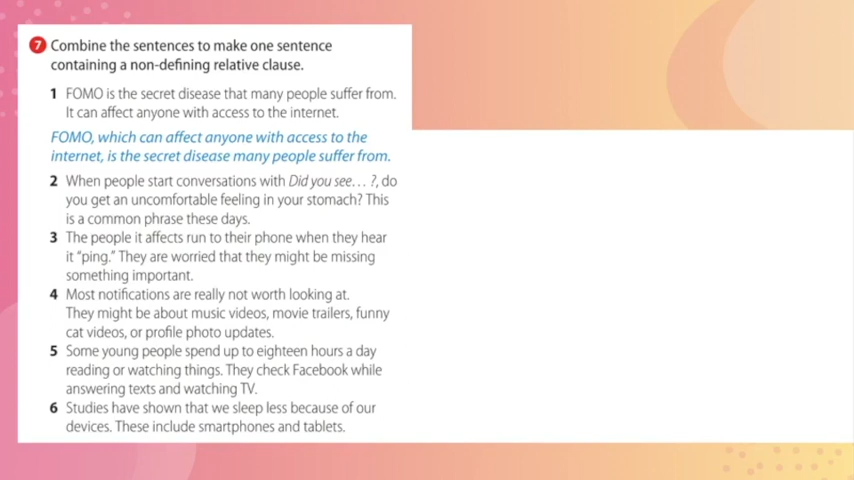 7 Combine the sentences to make one sentence
containing a non-defining relative clause.
1 FOMO is the secret disease that many people suffer from.
It can affect anyone with access to the internet.
FOMO, which can affect anyone with access to the
internet, is the secret disease many people suffer from.
2 When people start conversations with Did you see… ?, do
you get an uncomfortable feeling in your stomach? This
is a common phrase these days.
3 The people it affects run to their phone when they hear
it “ping.” They are worried that they might be missing
something important.
4 Most notifications are really not worth looking at.
They might be about music videos, movie trailers, funny
cat videos, or profile photo updates.
5 Some young people spend up to eighteen hours a day
reading or watching things. They check Facebook while
answering texts and watching TV.
6 Studies have shown that we sleep less because of our
devices. These include smartphones and tablets.